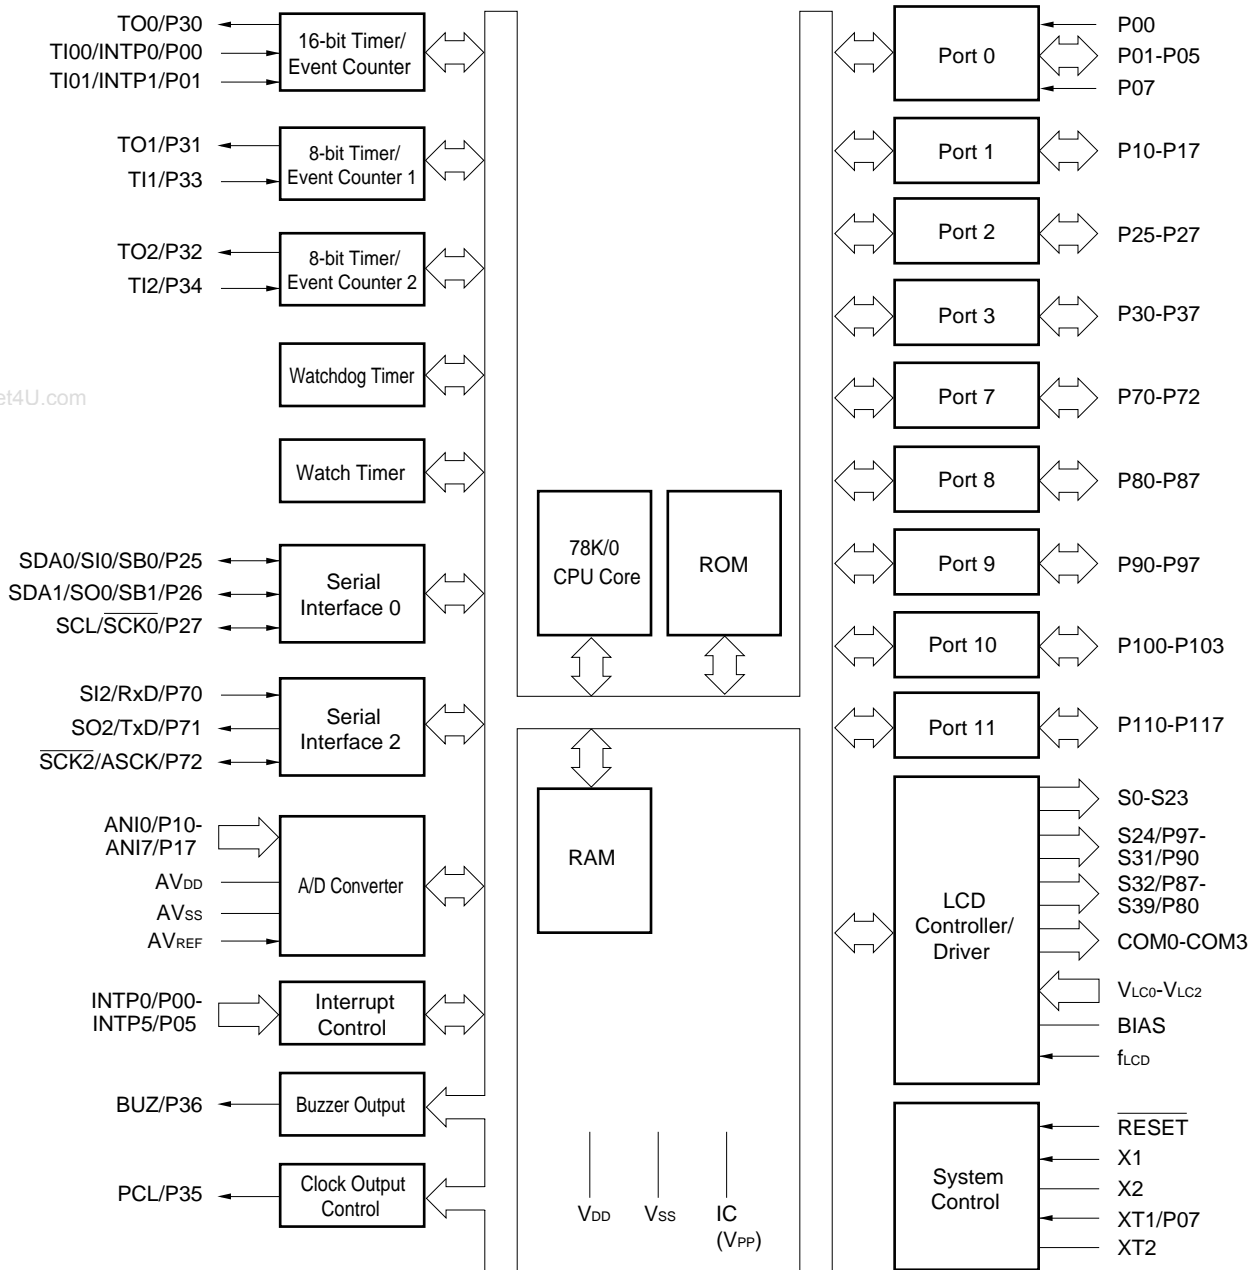 TO0/P30
TI00/INTP0/P00
TI01/INTP1/P01
16-bit Timer/
Event Counter
TO1/P31
TI1/P33
8-bit Timer/
Event Counter 1
TO2/P32
TI2/P34
8-bit Timer/
Event Counter 2
Watchdog Timer
et4U.com
Watch Timer
SDA0/SI0/SB0/P25
SDA1/SO0/SB1/P26
SCL/SCK0/P27
Serial
Interface 0
SI2/RxD/P70
SO2/TxD/P71
SCK2/ASCK/P72
Serial
Interface 2
ANI0/P10-
ANI7/P17
AVDD
AVSS
AVREF
A/D Converter
INTP0/P00-
INTP5/P05
Interrupt
Control
BUZ/P36
Buzzer Output
PCL/P35
Clock Output
Control
78K/0
CPU Core
ROM
RAM
VDD
VSS
IC
(VPP)
Port 0
P00
P01-P05
P07
Port 1
P10-P17
Port 2
P25-P27
Port 3
P30-P37
Port 7
P70-P72
Port 8
P80-P87
Port 9
P90-P97
Port 10
P100-P103
Port 11
P110-P117
LCD
Controller/
Driver
S0-S23
S24/P97-
S31/P90
S32/P87-
S39/P80
COM0-COM3
VLC0-VLC2
BIAS
fLCD
System
Control
RESET
X1
X2
XT1/P07
XT2